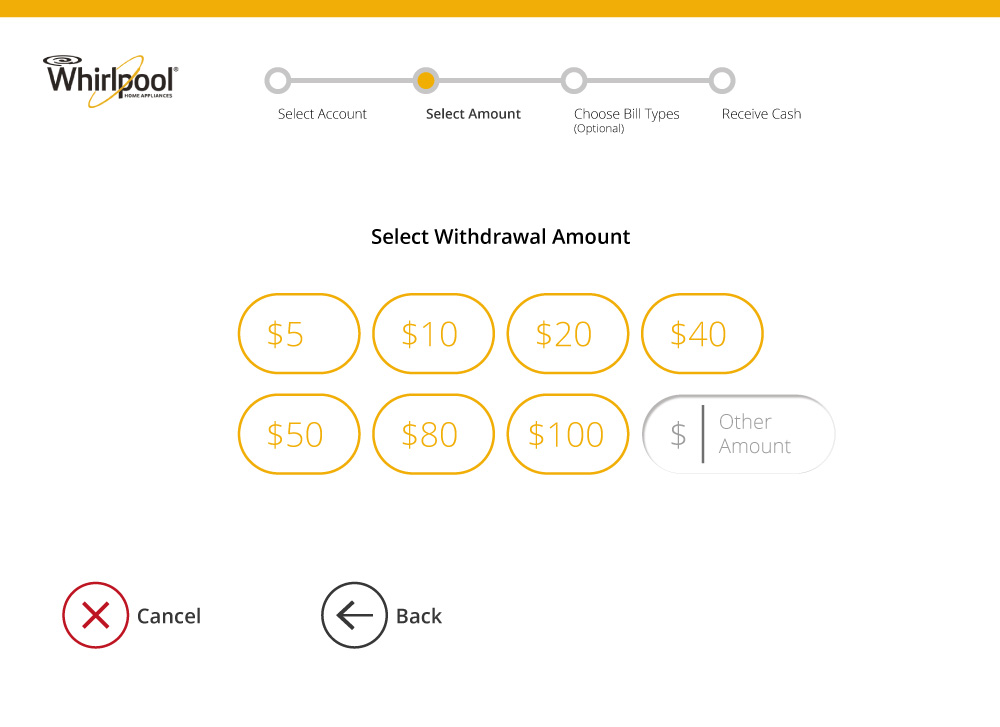 Whirlpool®
HOME APPLIANCES
Select Account
Select Amount
Choose Bill Types
(Optional)
Receive Cash
Select Withdrawal Amount
$5
$10
$20
$40
$50
$80
$100
$
Other
Amount
Cancel
Back